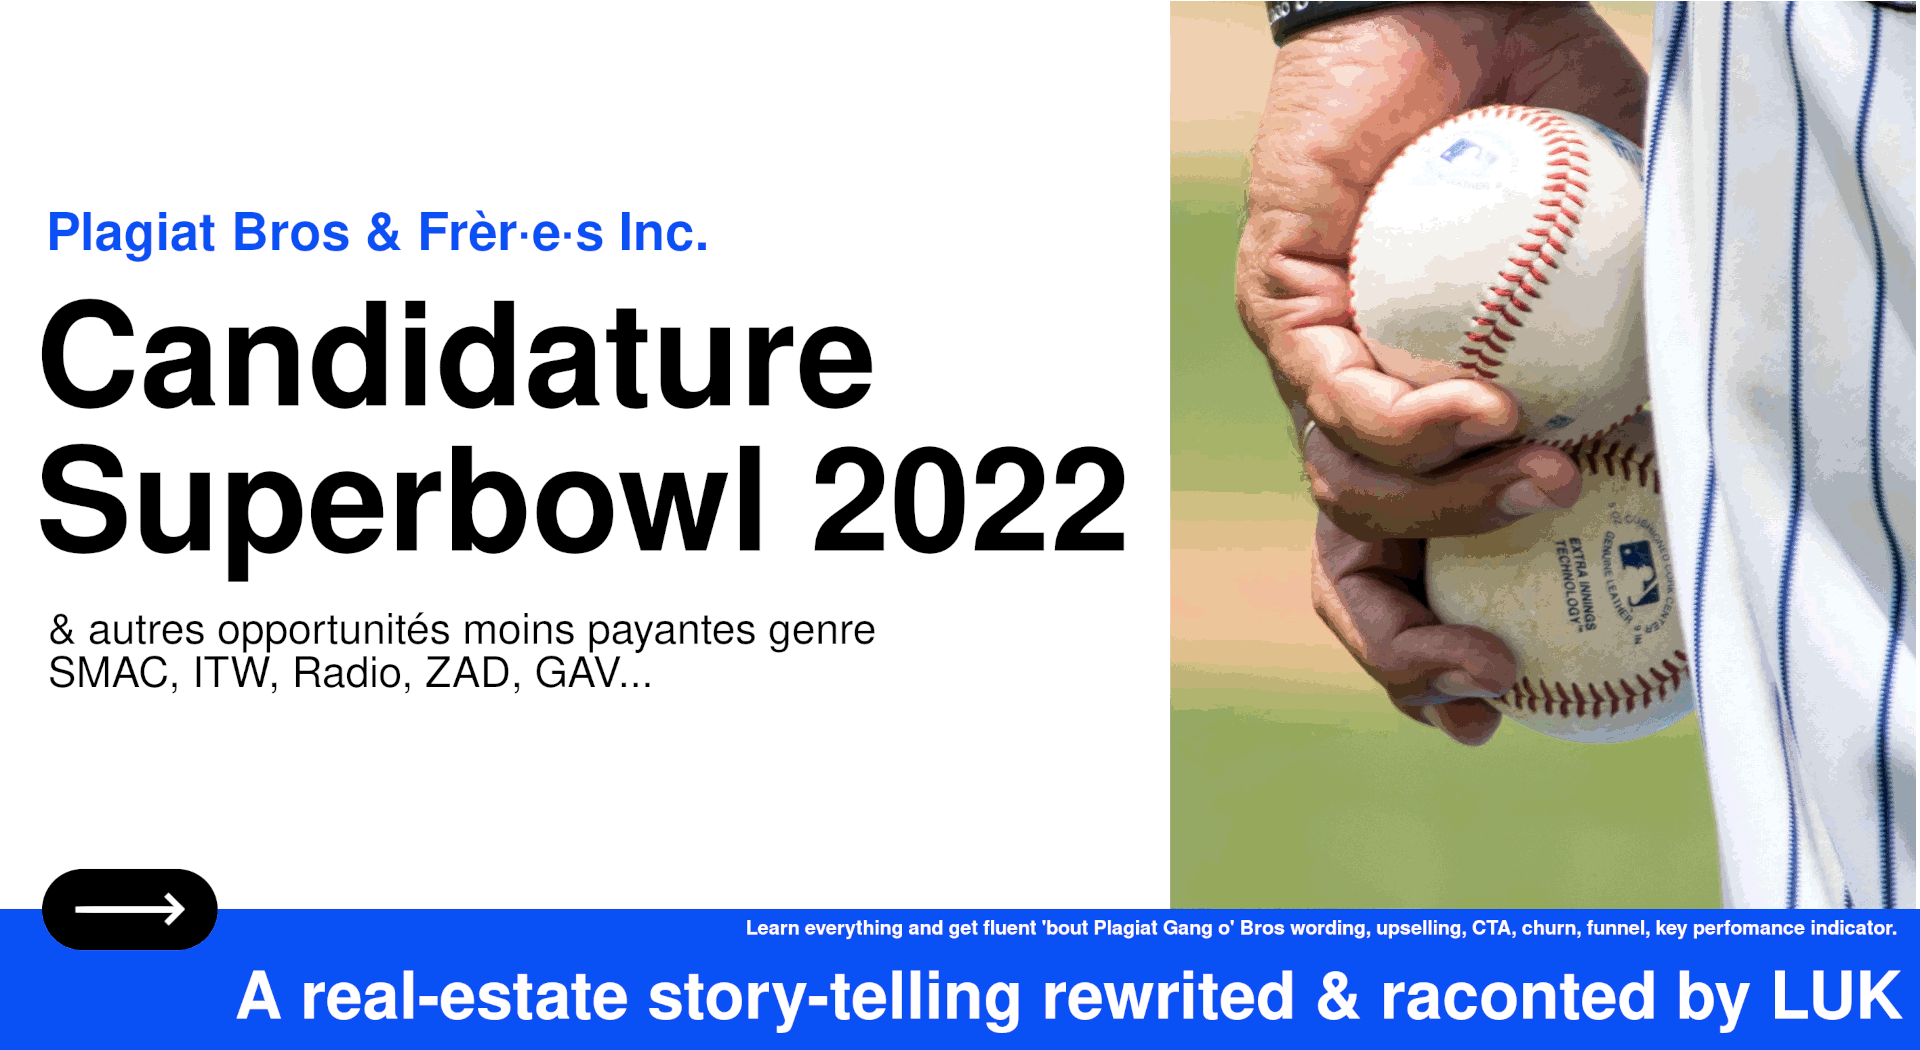 Plagiat Bros & Frèr·e·s Inc.
Candidature
Superbowl 2022
& autres opportunités moins payantes genre
SMAC, ITW, Radio, ZAD, GAV...
EXTRA INNINGS
TECHNOLOGY™
GENUINE LEATHER
Learn everything and get fluent 'bout Plagiat Gang o' Bros wording, upselling, CTA, churn, funnel, key perfomance indicator.
A real-estate story-telling rewrited & raconted by LUK